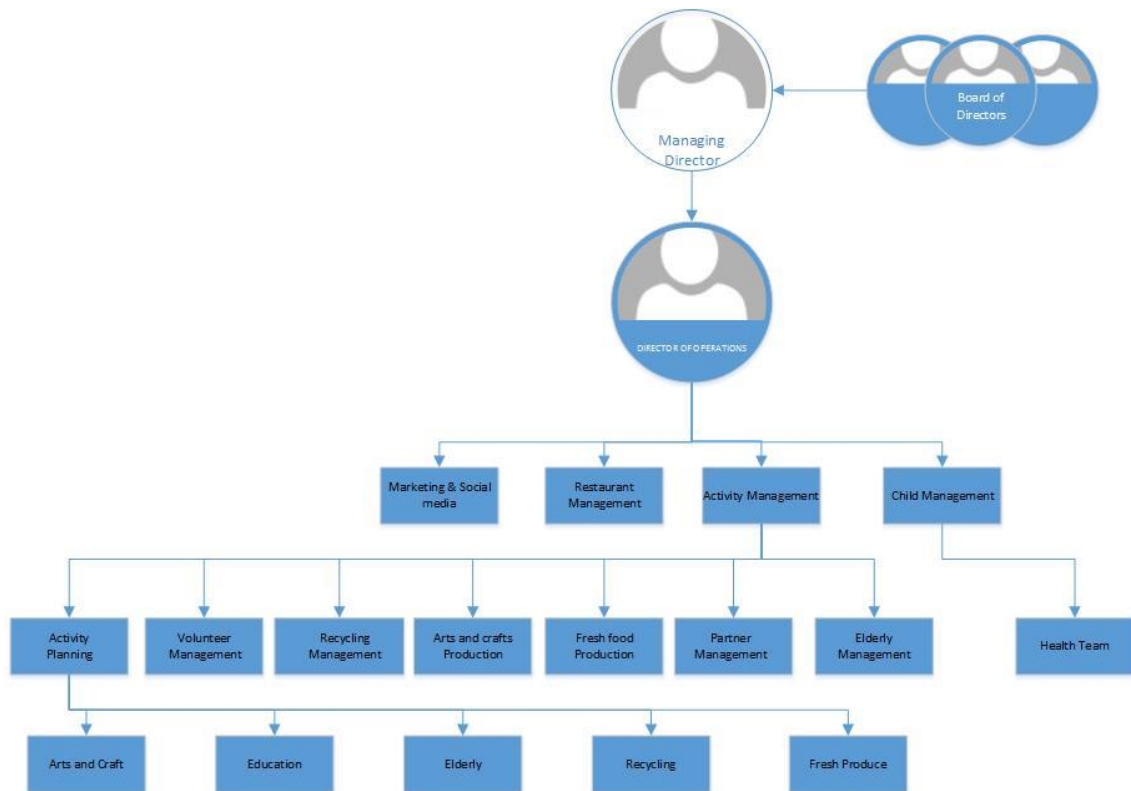 Managing
Director
Board of
Directors
DIRECTOR OF OPERATIONS
Marketing & Social
media
Restaurant
Management
Activity Management
Child Management
Activity
Planning
Volunteer
Management
Recycling
Management
Arts and crafts
Production
Fresh food
Production
Partner
Management
Elderly
Management
Health Team
Arts and Craft
Education
Elderly
Recycling
Fresh Produce